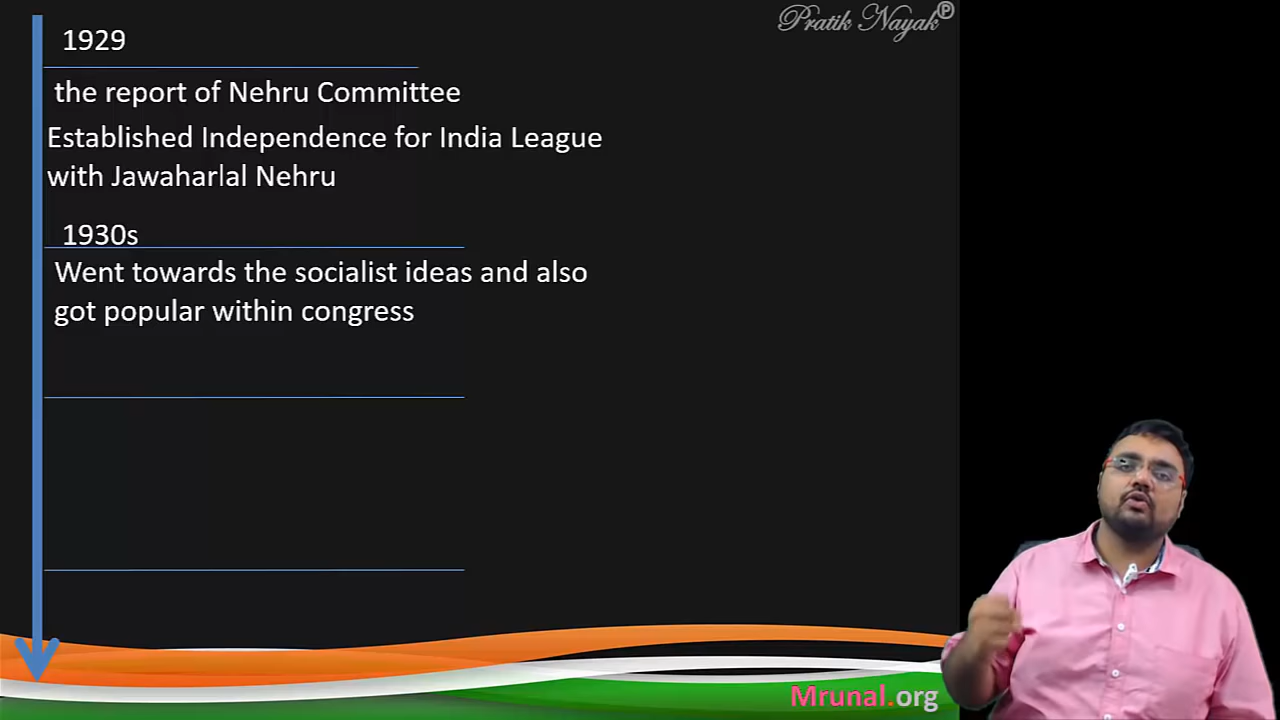 Pratik Nayak ℗
1929
the report of Nehru Committee
Established Independence for India League
with Jawaharlal Nehru
1930s
Went towards the socialist ideas and also
got popular within congress
Mrunal.org